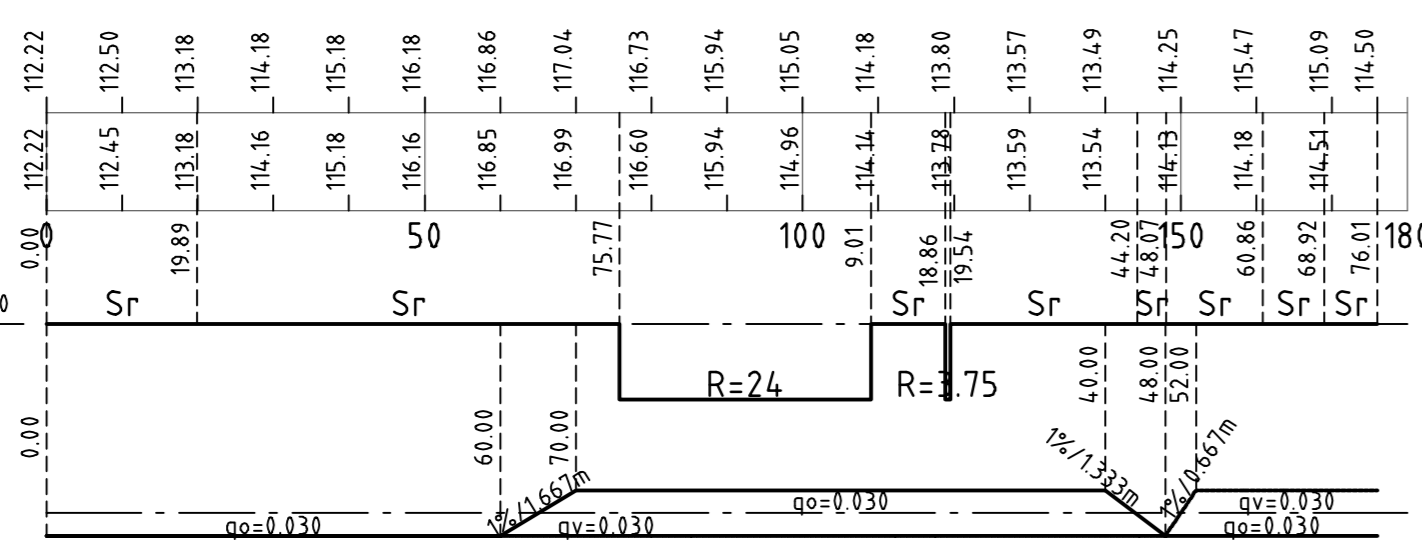 112.22 112.50 113.18 114.18 115.18 116.18 116.86 117.04 116.73 115.94 115.05 114.18 113.80 113.57 113.49 114.25 115.47 115.09 114.50
112.22 112.45 113.18 114.16 115.18 116.16 116.85 116.99 116.60 115.94 114.96 114.14 113.78 113.59 113.54 114.13 114.18 114.51
0 50 100 150 180
0.00 19.89 75.77 9.01 18.86 19.54 44.20 48.07 60.86 68.92 76.01
0 Sr Sr Sr Sr Sr Sr Sr Sr
R=24 R=3.75
40.00 48.00 52.00
0.00 60.00 70.00
1%/1.667m 1%/1.333m 1%/0.667m
qo=0.030 qv=0.030
qo=0.030 qv=0.030 qo=0.030